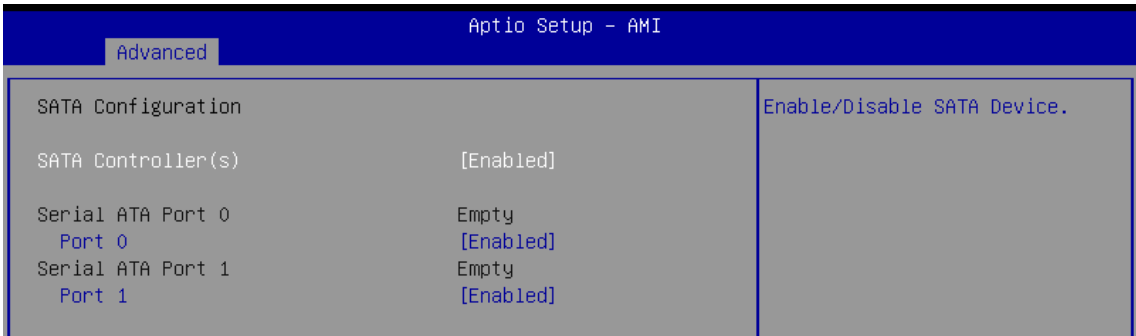 Aptio Setup – AMI
Advanced
SATA Configuration
Enable/Disable SATA Device.
SATA Controller(s) [Enabled]
Serial ATA Port 0 Empty
Port 0 [Enabled]
Serial ATA Port 1 Empty
Port 1 [Enabled]